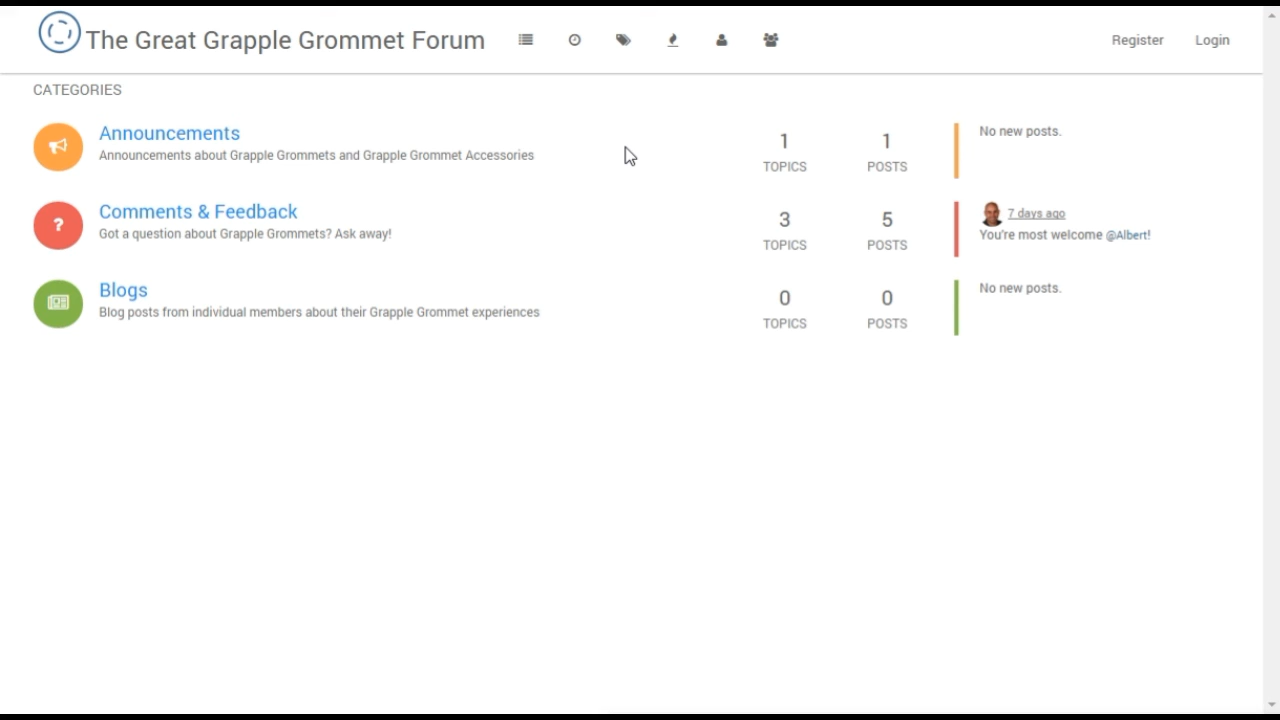 The Great Grapple Grommet Forum
Register
Login
CATEGORIES
Announcements
Announcements about Grapple Grommets and Grapple Grommet Accessories
1
TOPICS
1
POSTS
No new posts.
Comments & Feedback
Got a question about Grapple Grommets? Ask away!
3
TOPICS
5
POSTS
7 days ago
You're most welcome @Albert!
Blogs
Blog posts from individual members about their Grapple Grommet experiences
0
TOPICS
0
POSTS
No new posts.